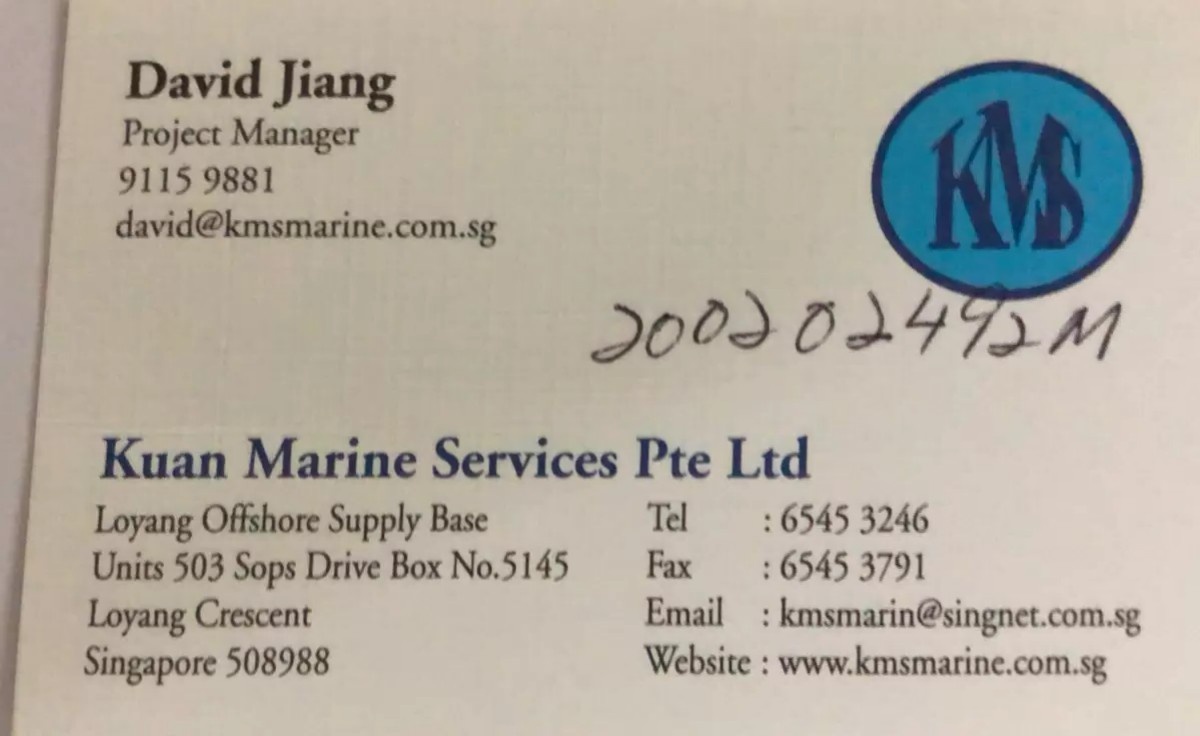 David Jiang
Project Manager
9115 9881
david@kmsmarine.com.sg
KMS
200202492M
Kuan Marine Services Pte Ltd
Loyang Offshore Supply Base
Units 503 Sops Drive Box No.5145
Loyang Crescent
Singapore 508988
Tel : 6545 3246
Fax : 6545 3791
Email : kmsmarin@singnet.com.sg
Website : www.kmsmarine.com.sg